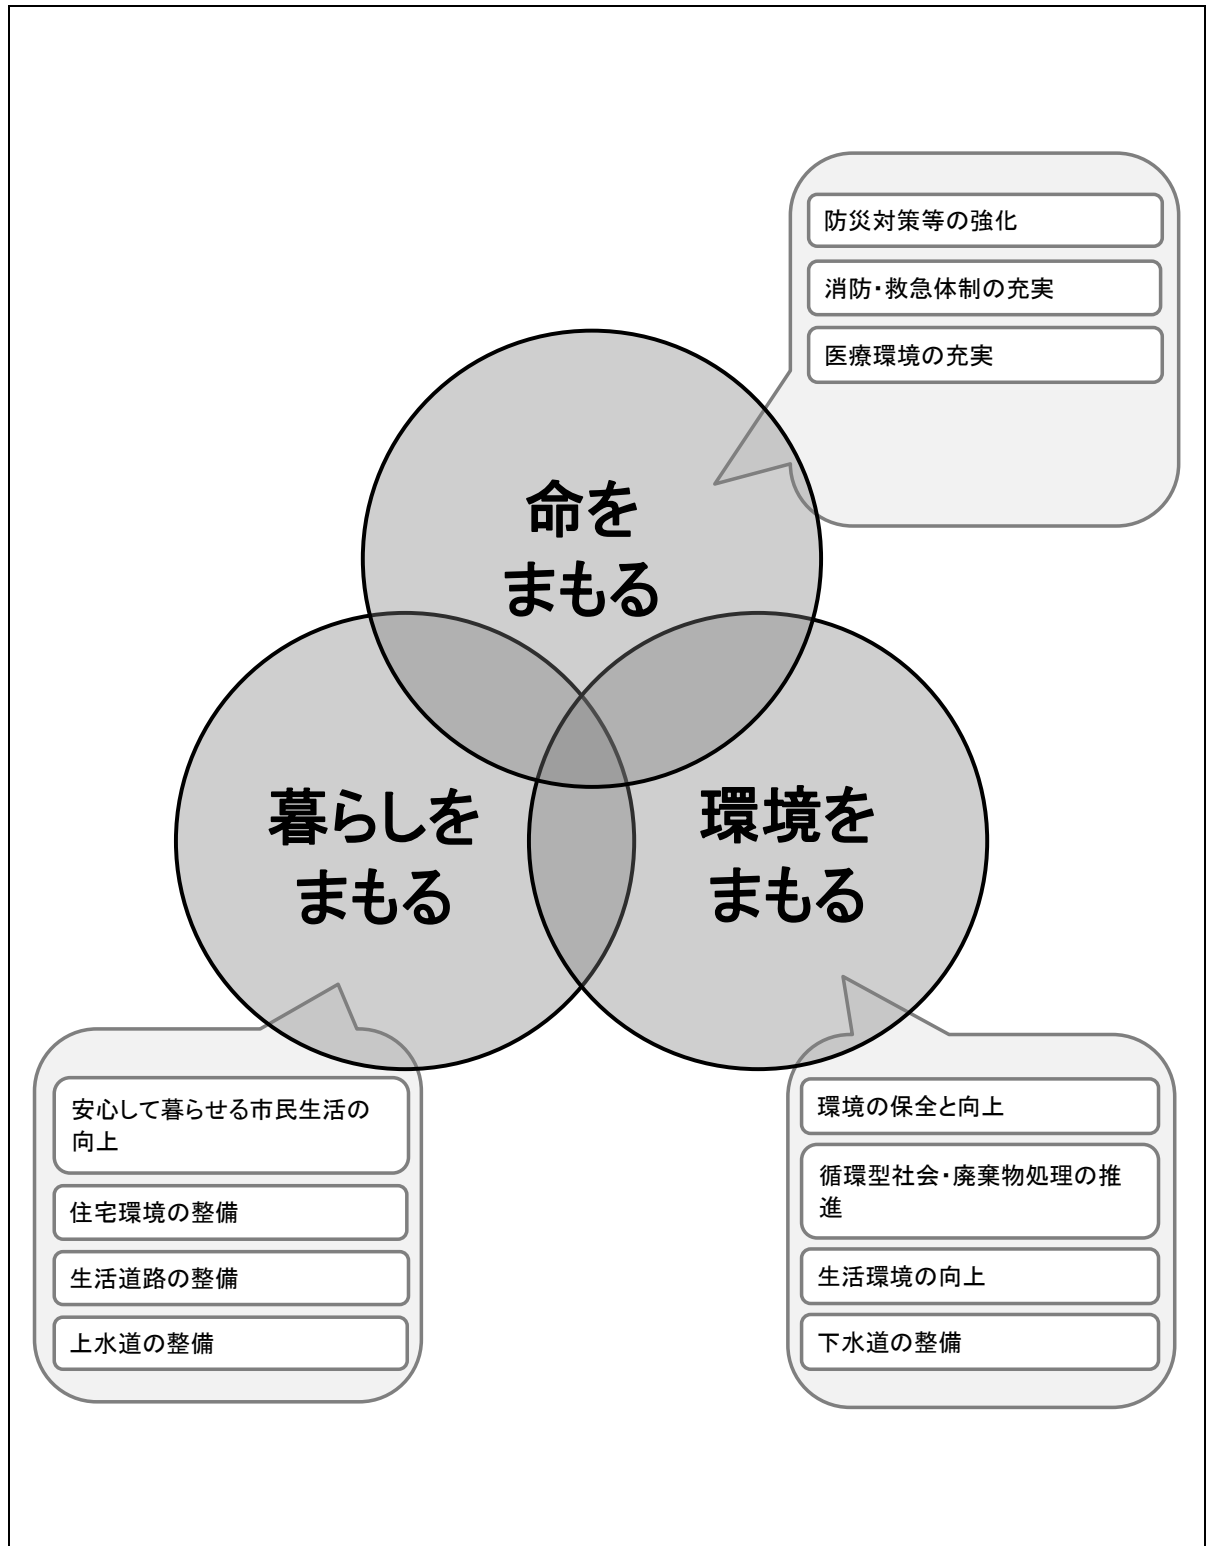 防災対策等の強化
消防・救急体制の充実
医療環境の充実
命を
まもる
暮らしを
まもる
環境を
まもる
安心して暮らせる市民生活の
向上
住宅環境の整備
生活道路の整備
上水道の整備
環境の保全と向上
循環型社会・廃棄物処理の推
進
生活環境の向上
下水道の整備